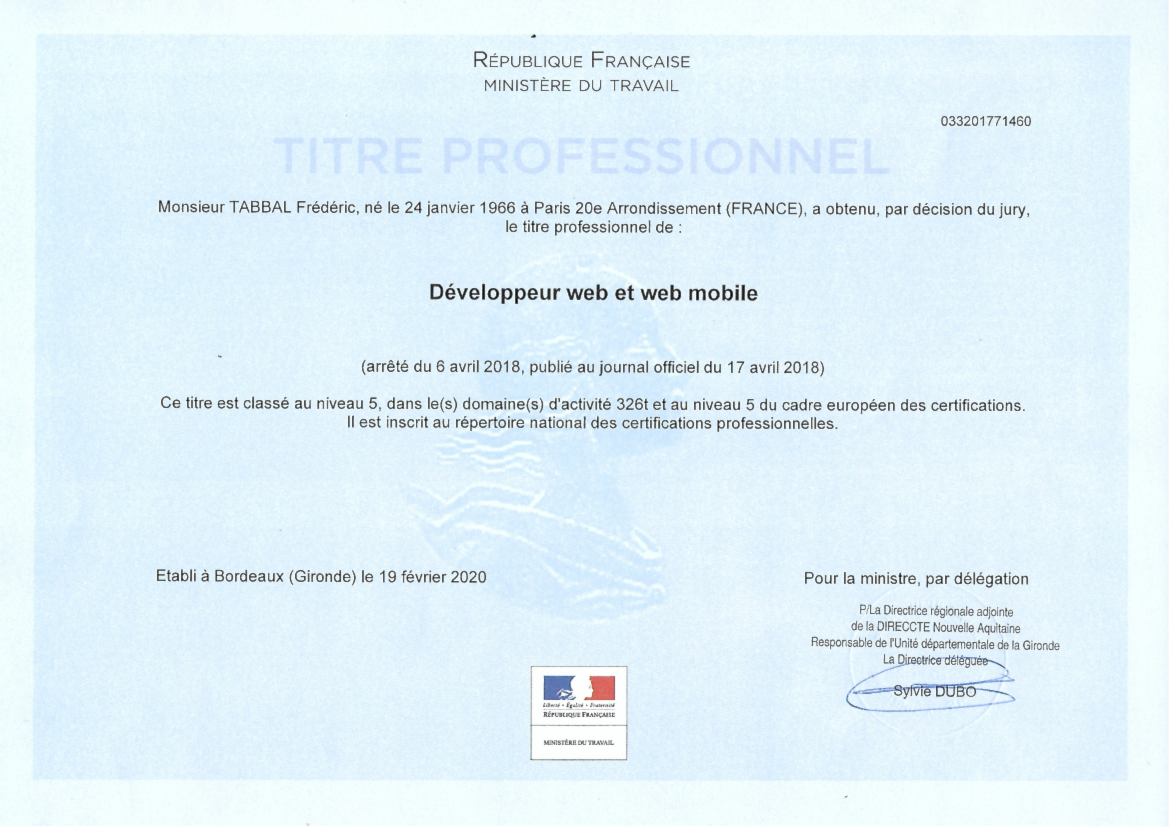 RÉPUBLIQUE FRANÇAISE
MINISTÈRE DU TRAVAIL
033201771460
TITRE PROFESSIONNEL
Monsieur TABBAL Frédéric, né le 24 janvier 1966 à Paris 20e Arrondissement (FRANCE), a obtenu, par décision du jury,
le titre professionnel de :
Développeur web et web mobile
(arrêté du 6 avril 2018, publié au journal officiel du 17 avril 2018)
Ce titre est classé au niveau 5, dans le(s) domaine(s) d'activité 326t et au niveau 5 du cadre européen des certifications.
Il est inscrit au répertoire national des certifications professionnelles.
Etabli à Bordeaux (Gironde) le 19 février 2020
Pour la ministre, par délégation
P/La Directrice régionale adjointe
de la DIRECCTE Nouvelle Aquitaine
Responsable de l'Unité départementale de la Gironde
La Directrice déléguée
Sylvie DUBO
Liberté • Égalité • Fraternité
RÉPUBLIQUE FRANÇAISE
MINISTÈRE DU TRAVAIL